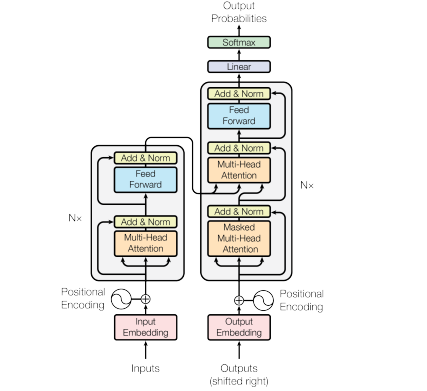 Output
Probabilities
Softmax
Linear
Add & Norm
Feed
Forward
Add & Norm
Multi-Head
Attention
Add & Norm
Masked
Multi-Head
Attention
Nx
Add & Norm
Feed
Forward
Add & Norm
Multi-Head
Attention
Nx
Positional
Encoding
Positional
Encoding
Input
Embedding
Output
Embedding
Inputs
Outputs
(shifted right)